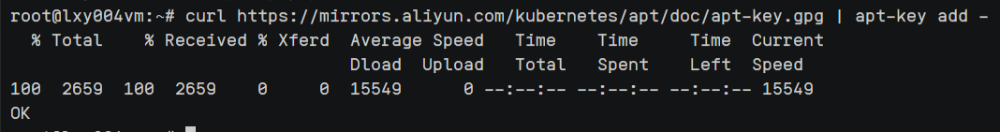 root@lxy004vm:~# curl https://mirrors.aliyun.com/kubernetes/apt/doc/apt-key.gpg | apt-key add -
  % Total    % Received % Xferd  Average Speed   Time    Time     Time  Current
                                 Dload  Upload   Total   Spent    Left  Speed
100  2659  100  2659    0     0  15549      0 --:--:-- --:--:-- --:--:-- 15549
OK